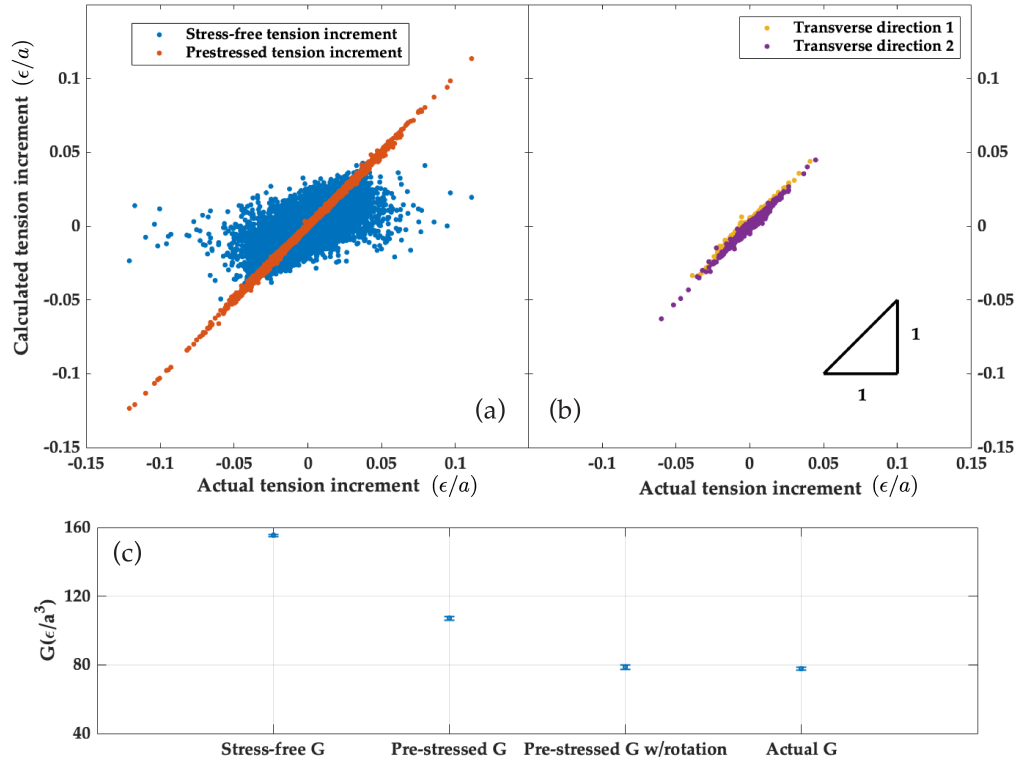 Stress-free tension increment
Prestressed tension increment
Calculated tension increment (ϵ/a)
0.1
0.05
0
-0.05
-0.1
-0.15
-0.15
-0.1
-0.05
0
0.05
0.1
Actual tension increment (ϵ/a)
(a)
Transverse direction 1
Transverse direction 2
0.1
0.05
0
-0.05
-0.1
-0.15
1
1
(b)
-0.1
-0.05
0
0.05
0.1
0.15
Actual tension increment (ϵ/a)
(c)
G(ϵ/a³)
160
120
80
40
Stress-free G
Pre-stressed G
Pre-stressed G w/rotation
Actual G